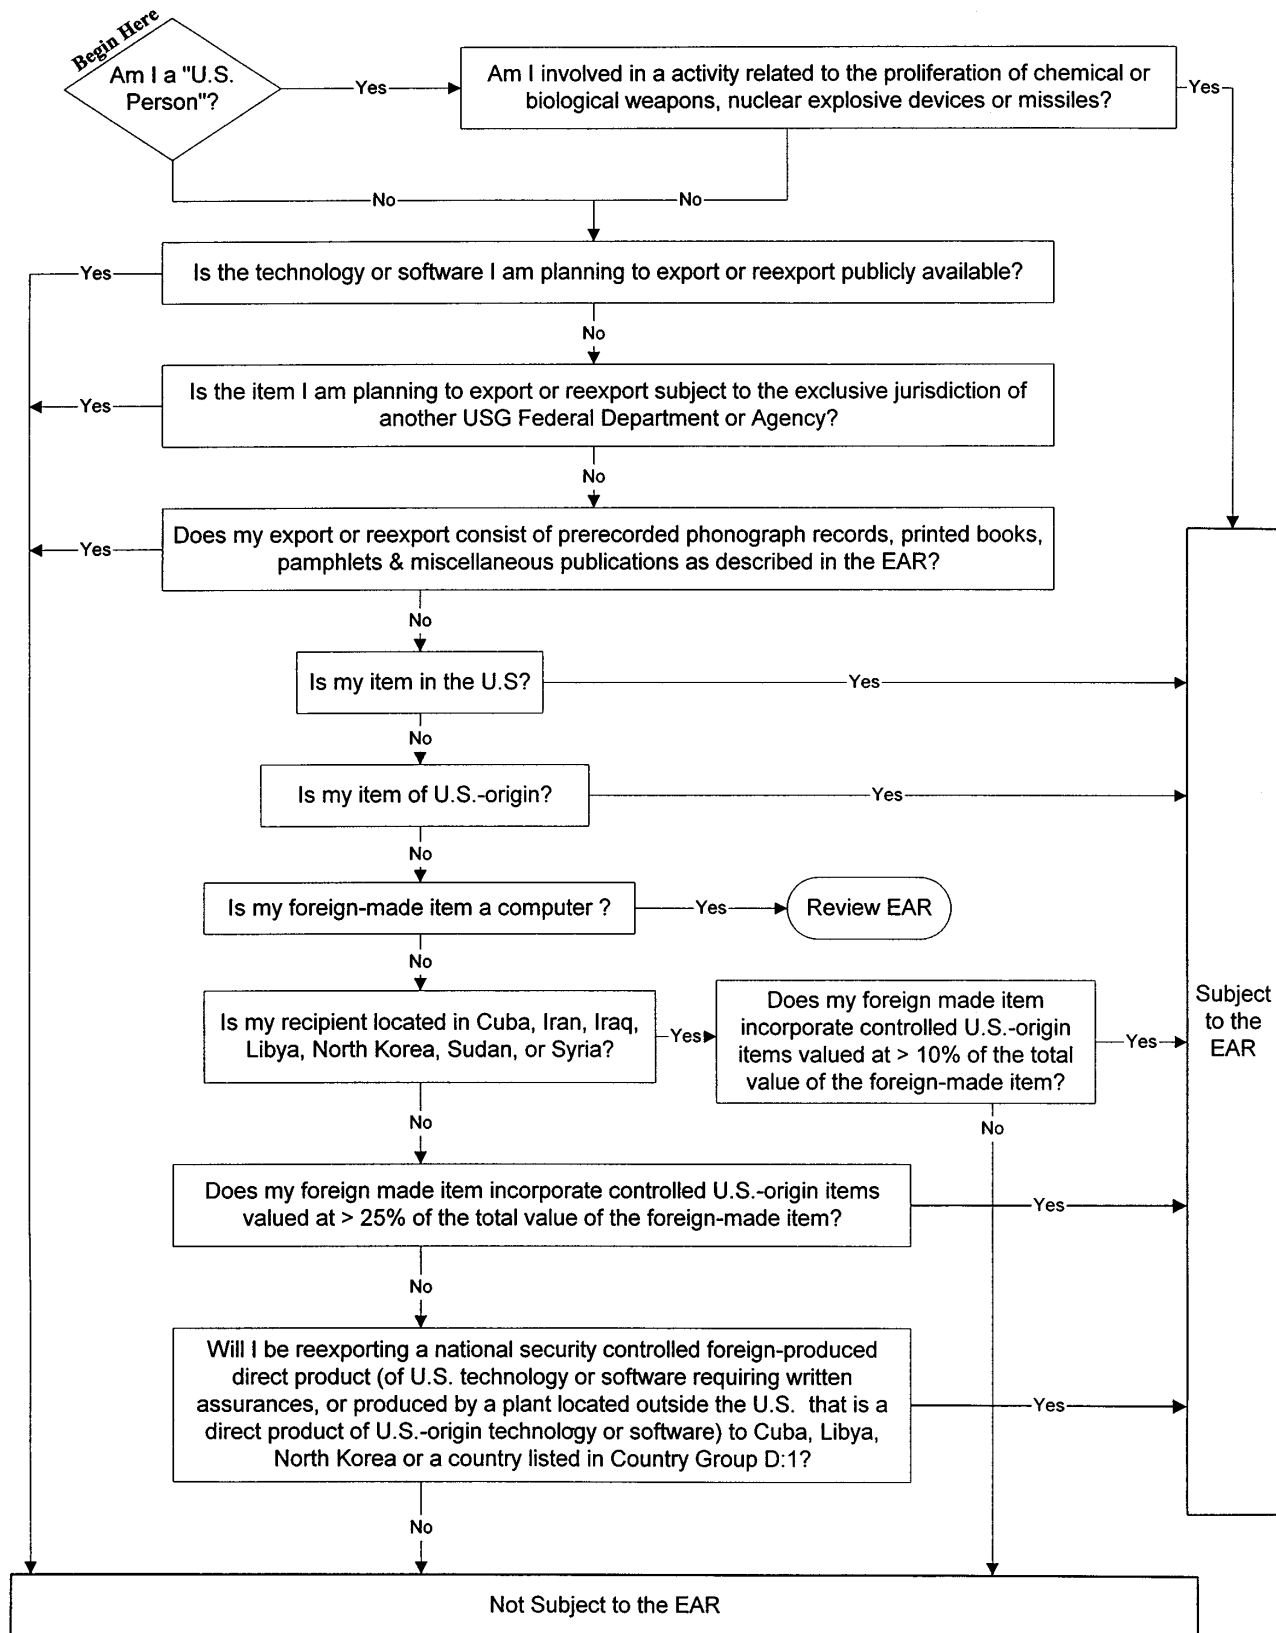 Begin Here
Am I a "U.S.
Person"?
Yes
Am I involved in a activity related to the proliferation of chemical or
biological weapons, nuclear explosive devices or missiles?
Yes
No
No
Yes
Is the technology or software I am planning to export or reexport publicly available?
No
Yes
Is the item I am planning to export or reexport subject to the exclusive jurisdiction of
another USG Federal Department or Agency?
No
Yes
Does my export or reexport consist of prerecorded phonograph records, printed books,
pamphlets & miscellaneous publications as described in the EAR?
No
Is my item in the U.S?
Yes
No
Is my item of U.S.-origin?
Yes
No
Is my foreign-made item a computer ?
Yes
Review EAR
No
Is my recipient located in Cuba, Iran, Iraq,
Libya, North Korea, Sudan, or Syria?
Yes
Does my foreign made item
incorporate controlled U.S.-origin
items valued at > 10% of the total
value of the foreign-made item?
Yes
Subject
to the
EAR
No
No
Does my foreign made item incorporate controlled U.S.-origin items
valued at > 25% of the total value of the foreign-made item?
Yes
No
Will I be reexporting a national security controlled foreign-produced
direct product (of U.S. technology or software requiring written
assurances, or produced by a plant located outside the U.S. that is a
direct product of U.S.-origin technology or software) to Cuba, Libya,
North Korea or a country listed in Country Group D:1?
Yes
No
Not Subject to the EAR